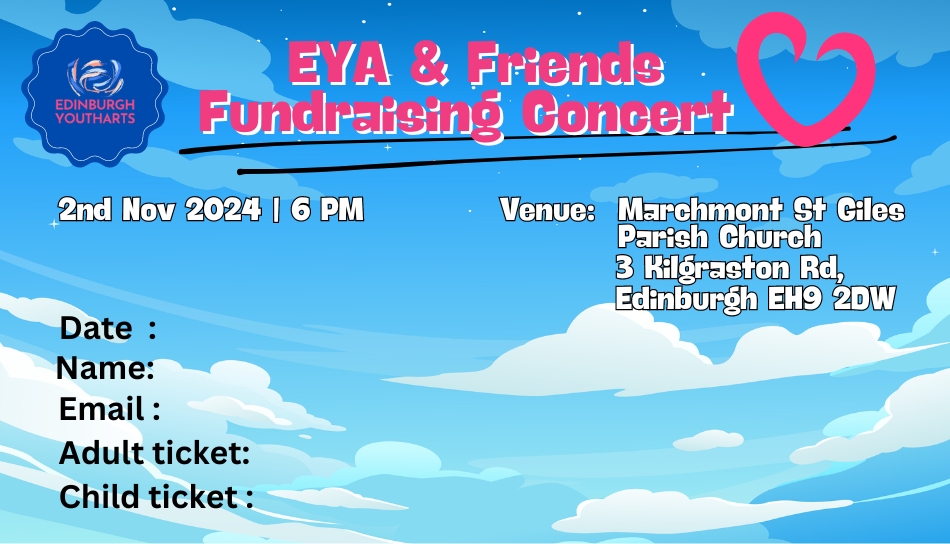 EDINBURGH
YOUTHARTS
EYA & Friends
Fundraising Concert
2nd Nov 2024 | 6 PM
Venue: Marchmont St Giles
Parish Church
3 Kilgraston Rd,
Edinburgh EH9 2DW
Date :
Name:
Email :
Adult ticket:
Child ticket :